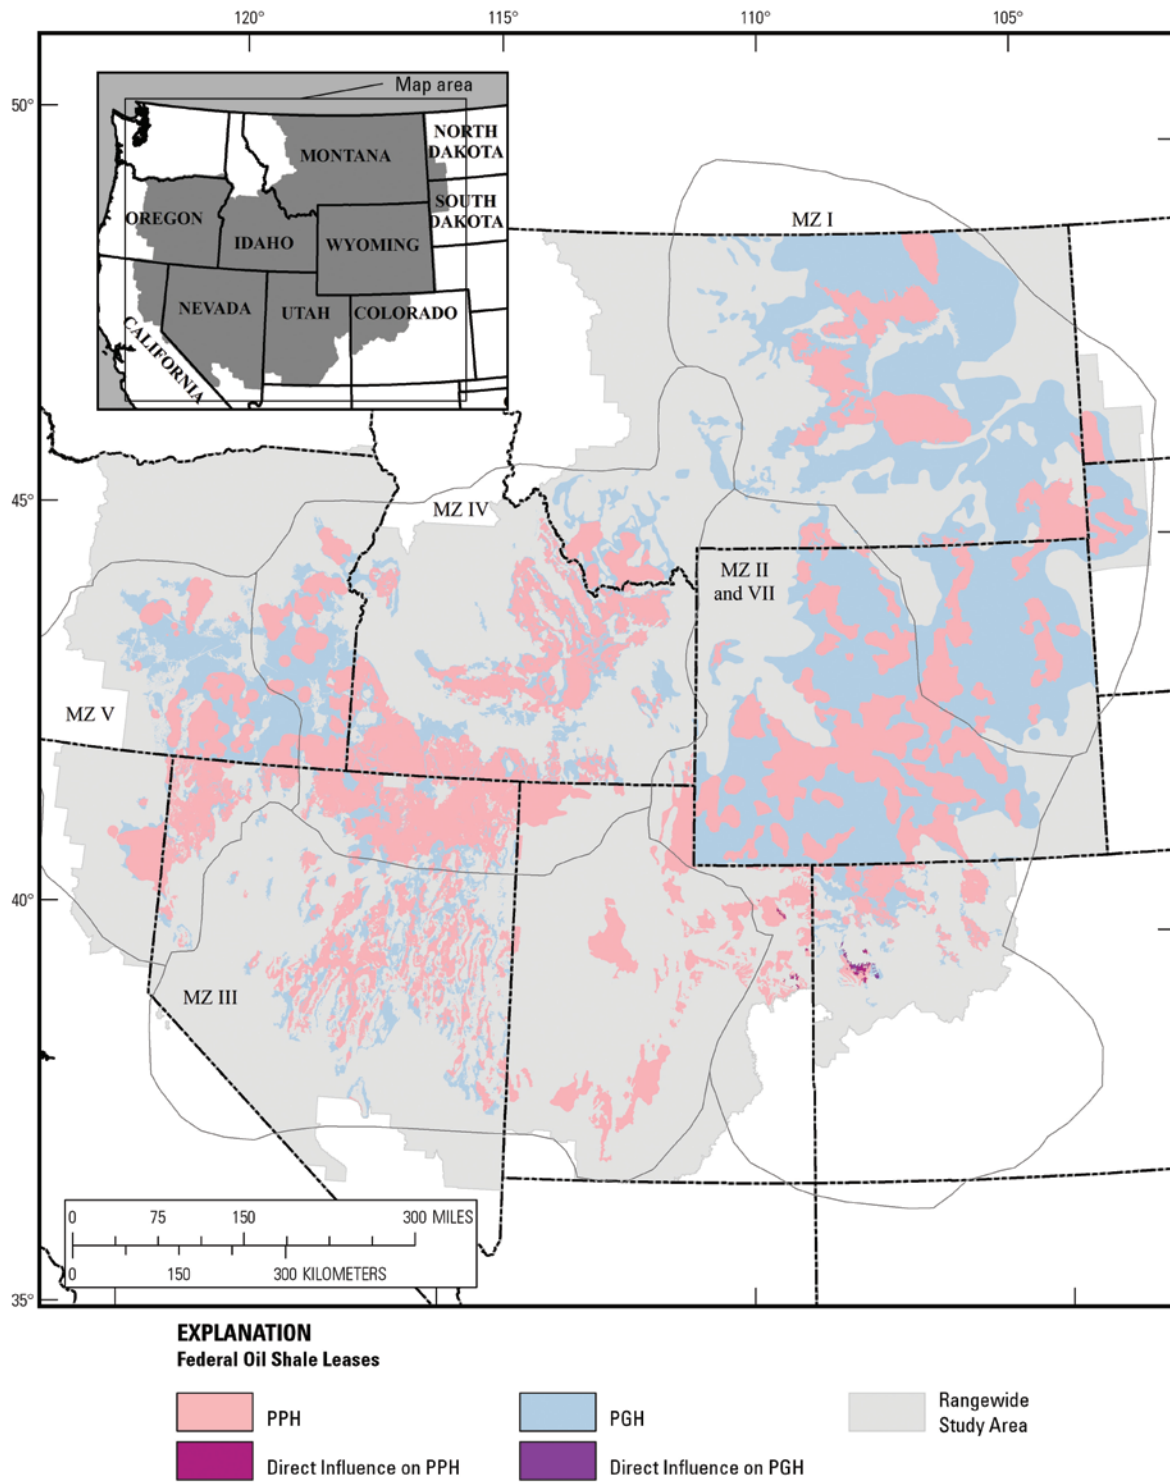 120° 115° 110° 105°
50°
45°
40°
35°
Map area
NORTH
DAKOTA
MONTANA
SOUTH
DAKOTA
OREGON
IDAHO
WYOMING
NEVADA
UTAH
COLORADO
CALIFORNIA
MZ I
MZ IV
MZ II
and VII
MZ V
MZ III
0 75 150 300 MILES
0 150 300 KILOMETERS
EXPLANATION
Federal Oil Shale Leases
PPH
PGH
Rangewide
Study Area
Direct Influence on PPH
Direct Influence on PGH